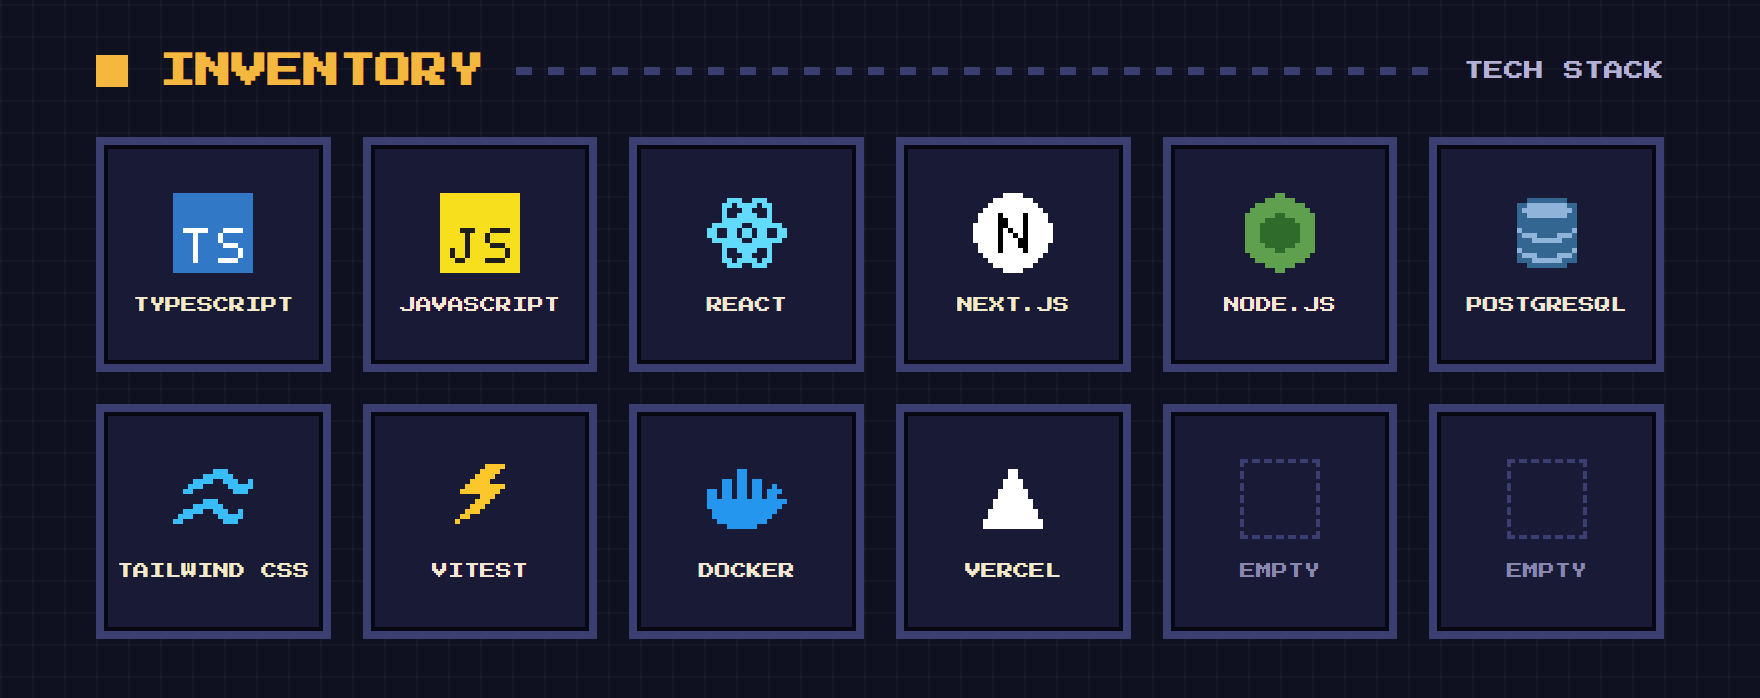 INVENTORY
TECH STACK
TS
JS
N
TYPESCRIPT
JAVASCRIPT
REACT
NEXT.JS
NODE.JS
POSTGRESQL
TAILWIND CSS
VITEST
DOCKER
VERCEL
EMPTY
EMPTY